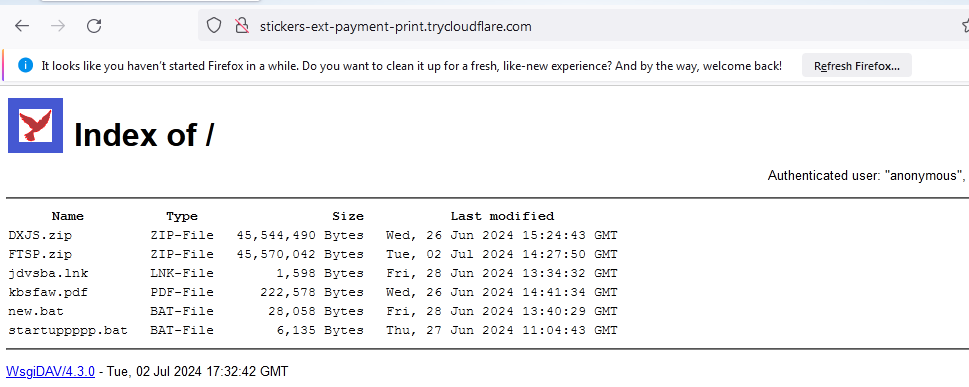 stickers-ext-payment-print.trycloudflare.com
It looks like you haven't started Firefox in a while. Do you want to clean it up for a fresh, like-new experience? And by the way, welcome back! Refresh Firefox...
Index of /
Authenticated user: "anonymous",
Name Type Size Last modified
DXJS.zip ZIP-File 45,544,490 Bytes Wed, 26 Jun 2024 15:24:43 GMT
FTSP.zip ZIP-File 45,570,042 Bytes Tue, 02 Jul 2024 14:27:50 GMT
jdvsba.lnk LNK-File 1,598 Bytes Fri, 28 Jun 2024 13:34:32 GMT
kbsfaw.pdf PDF-File 222,578 Bytes Wed, 26 Jun 2024 14:41:34 GMT
new.bat BAT-File 28,058 Bytes Fri, 28 Jun 2024 13:40:29 GMT
startuppppp.bat BAT-File 6,135 Bytes Thu, 27 Jun 2024 11:04:43 GMT
WsgiDAV/4.3.0 - Tue, 02 Jul 2024 17:32:42 GMT